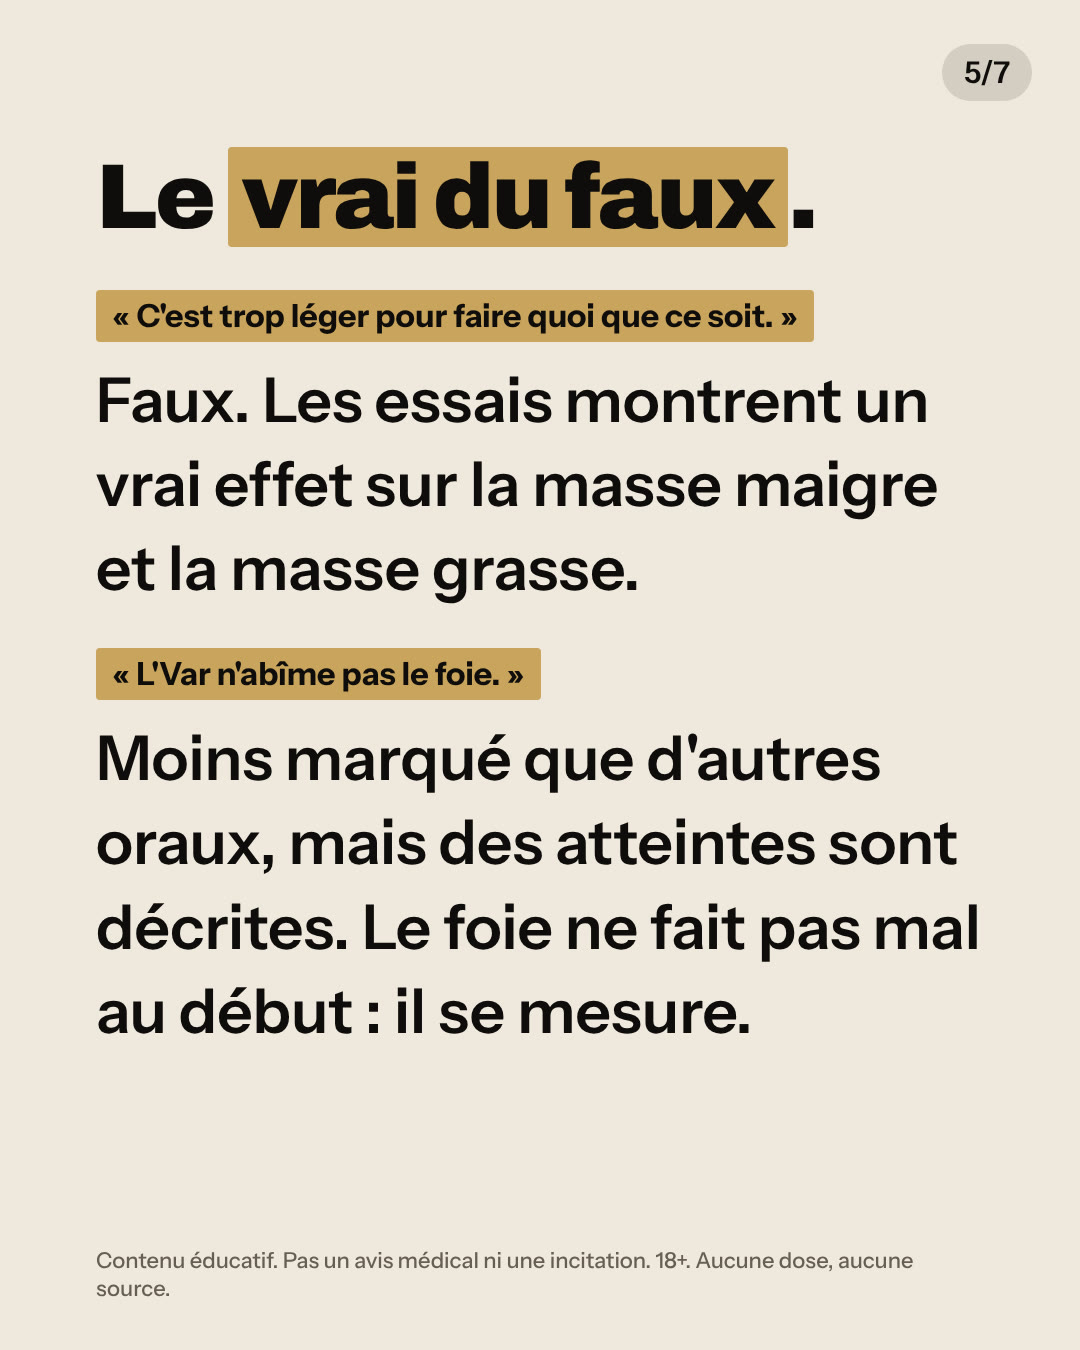 5/7
Le vrai du faux.
« C'est trop léger pour faire quoi que ce soit. »
Faux. Les essais montrent un
vrai effet sur la masse maigre
et la masse grasse.
« L'Var n'abîme pas le foie. »
Moins marqué que d'autres
oraux, mais des atteintes sont
décrites. Le foie ne fait pas mal
au début : il se mesure.
Contenu éducatif. Pas un avis médical ni une incitation. 18+. Aucune dose, aucune
source.